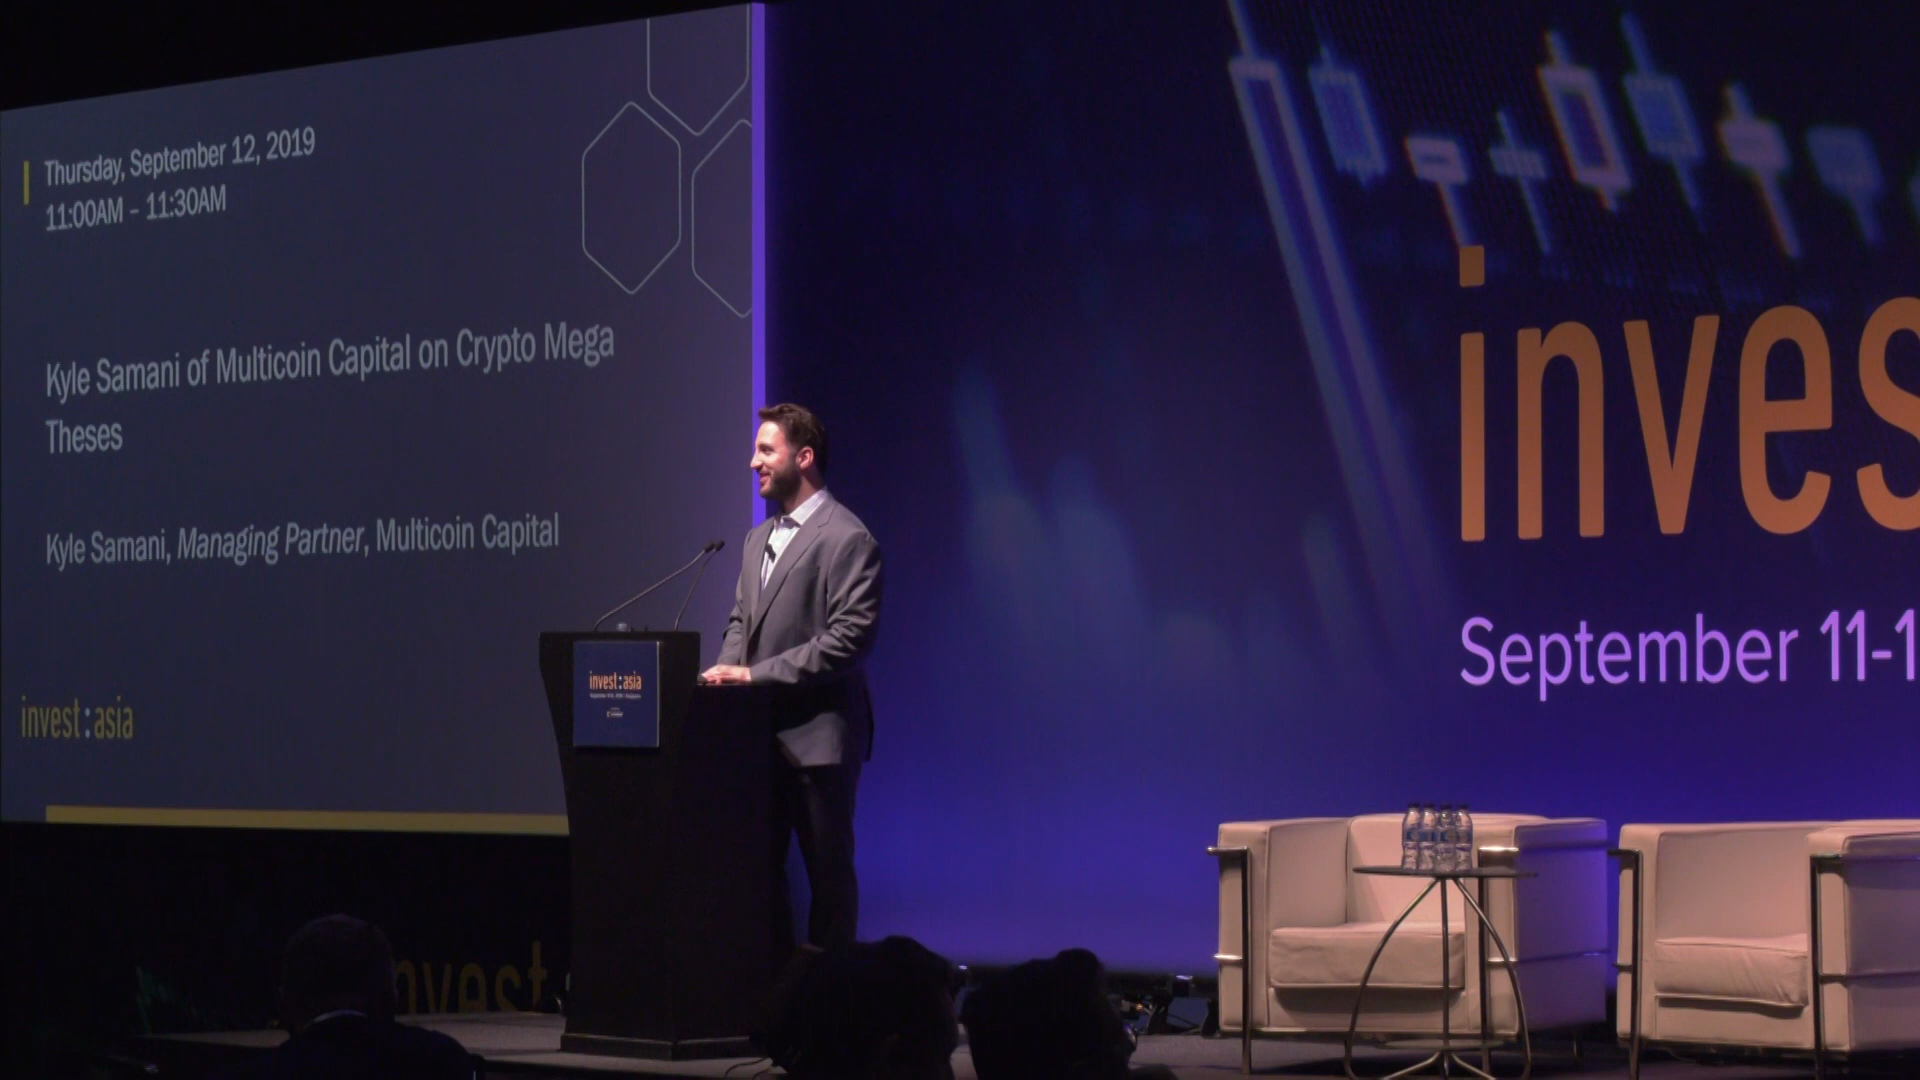 Thursday, September 12, 2019
11:00AM – 11:30AM
Kyle Samani of Multicoin Capital on Crypto Mega
Theses
Kyle Samani, Managing Partner, Multicoin Capital
invest:asia
inves
September 11-1
invest:asia
nvest